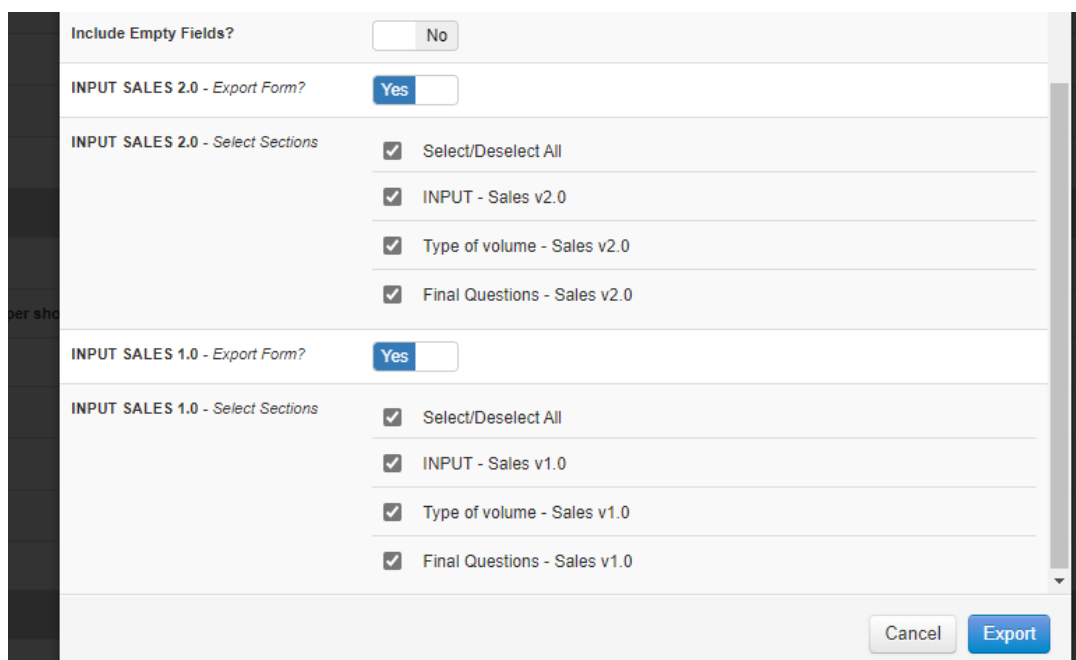 Include Empty Fields? No
INPUT SALES 2.0 - Export Form? Yes
INPUT SALES 2.0 - Select Sections
Select/Deselect All
INPUT - Sales v2.0
Type of volume - Sales v2.0
Final Questions - Sales v2.0
per sho
INPUT SALES 1.0 - Export Form? Yes
INPUT SALES 1.0 - Select Sections
Select/Deselect All
INPUT - Sales v1.0
Type of volume - Sales v1.0
Final Questions - Sales v1.0
Cancel Export